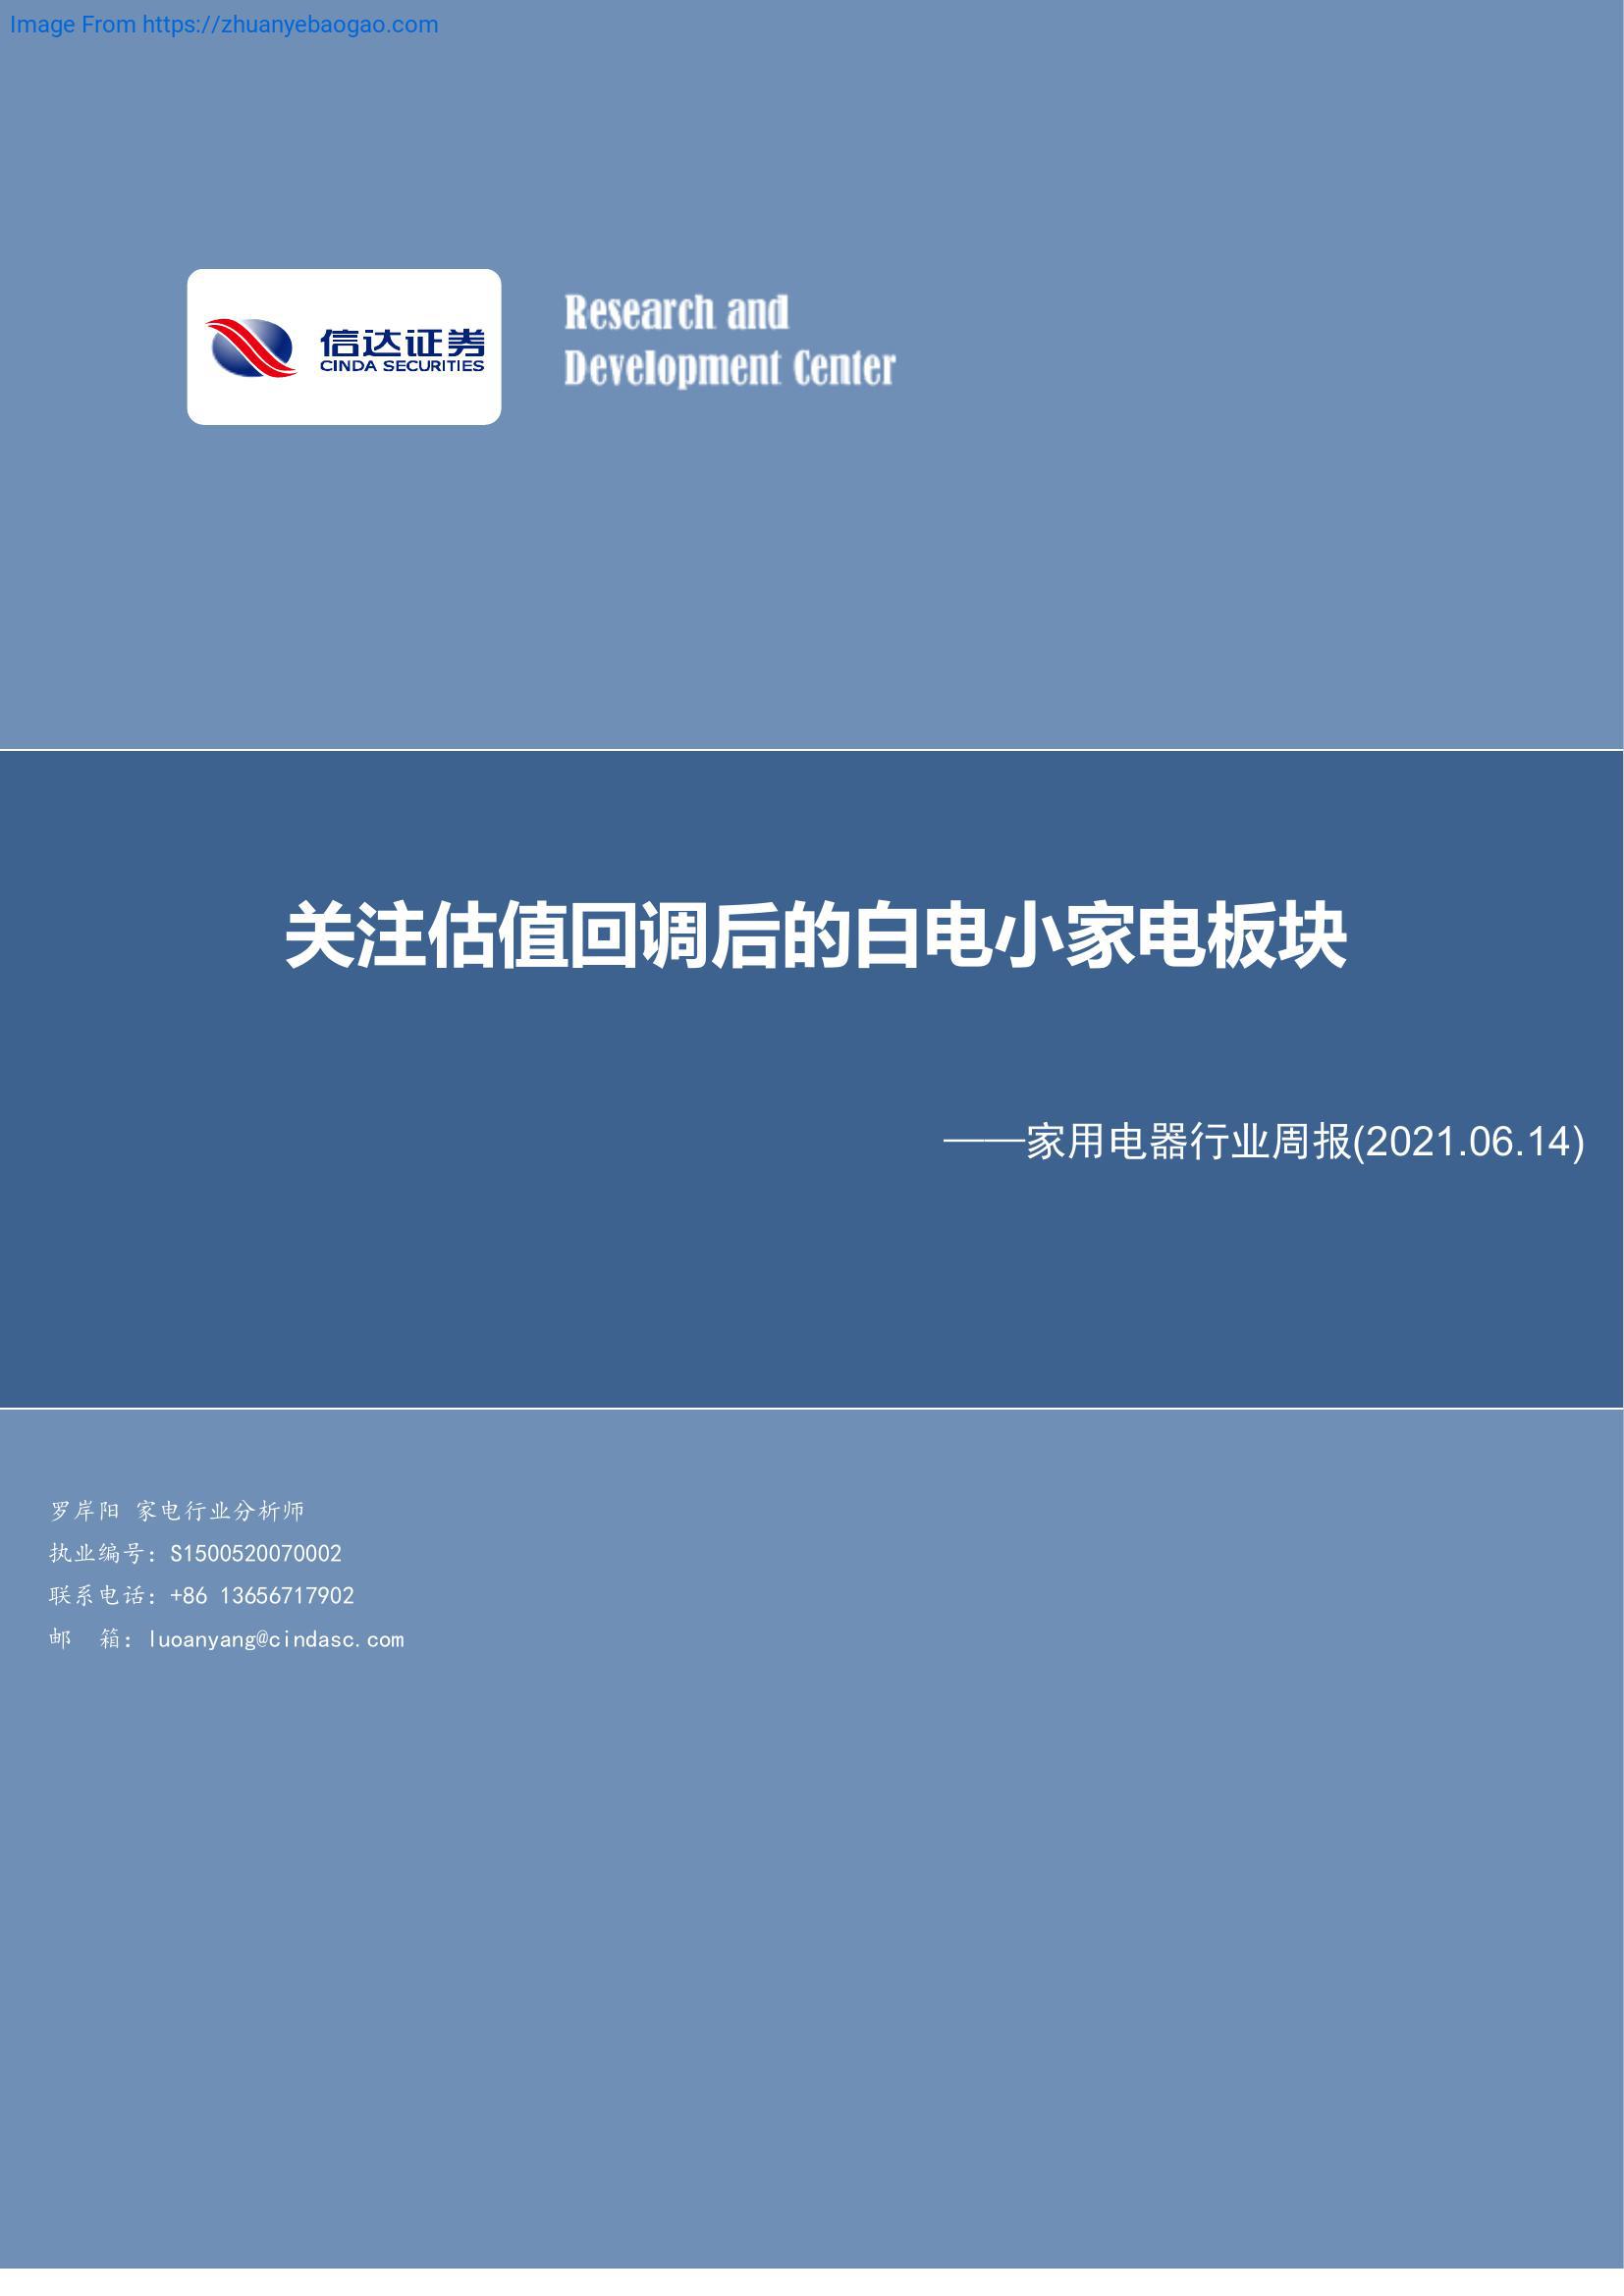 Image From https://zhuanyebaogao.com
信达证券
CINDA SECURITIES
Research and
Development Center
关注估值回调后的白电小家电板块
——家用电器行业周报(2021.06.14)
罗岸阳 家电行业分析师
执业编号：S1500520070002
联系电话：+86 13656717902
邮 箱：luoanyang@cindasc.com